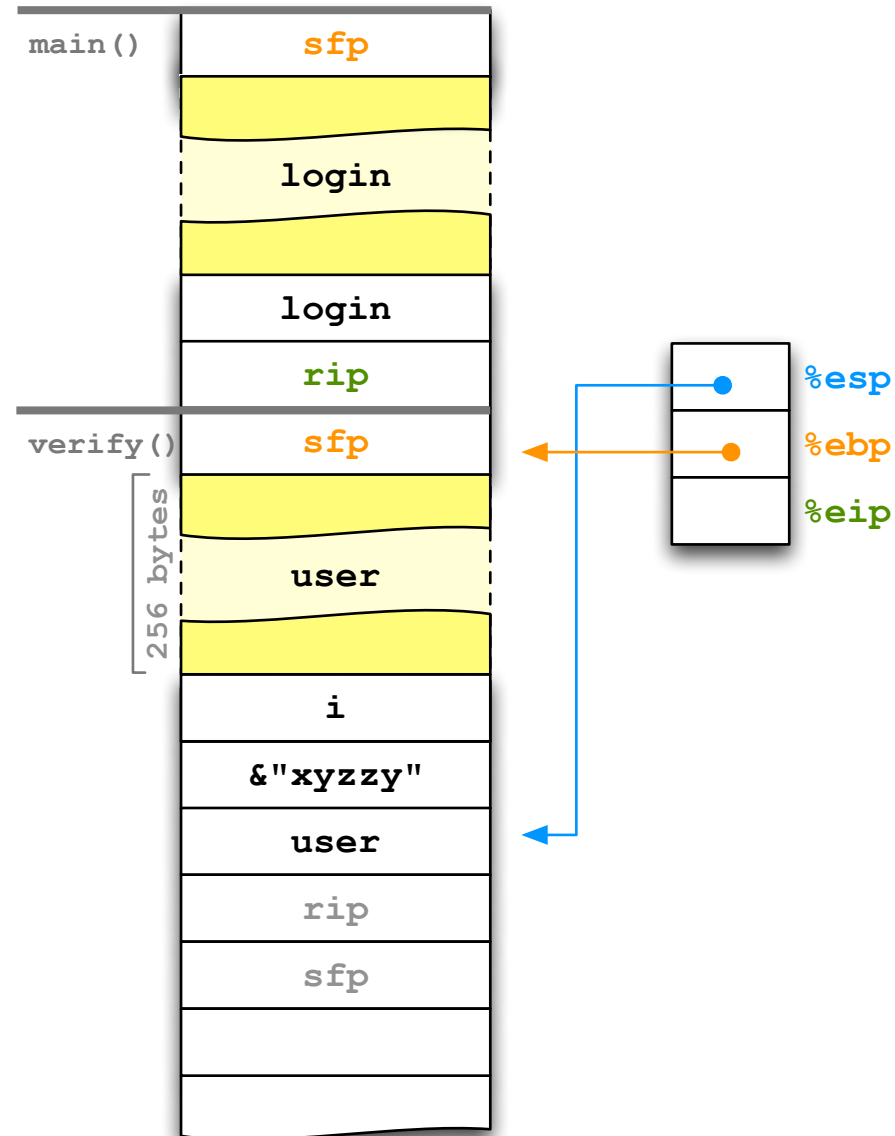 main()
sfp
login
login
rip
%esp
verify()
sfp
%ebp
%eip
256 bytes
user
i
&"xyzzy"
user
rip
sfp